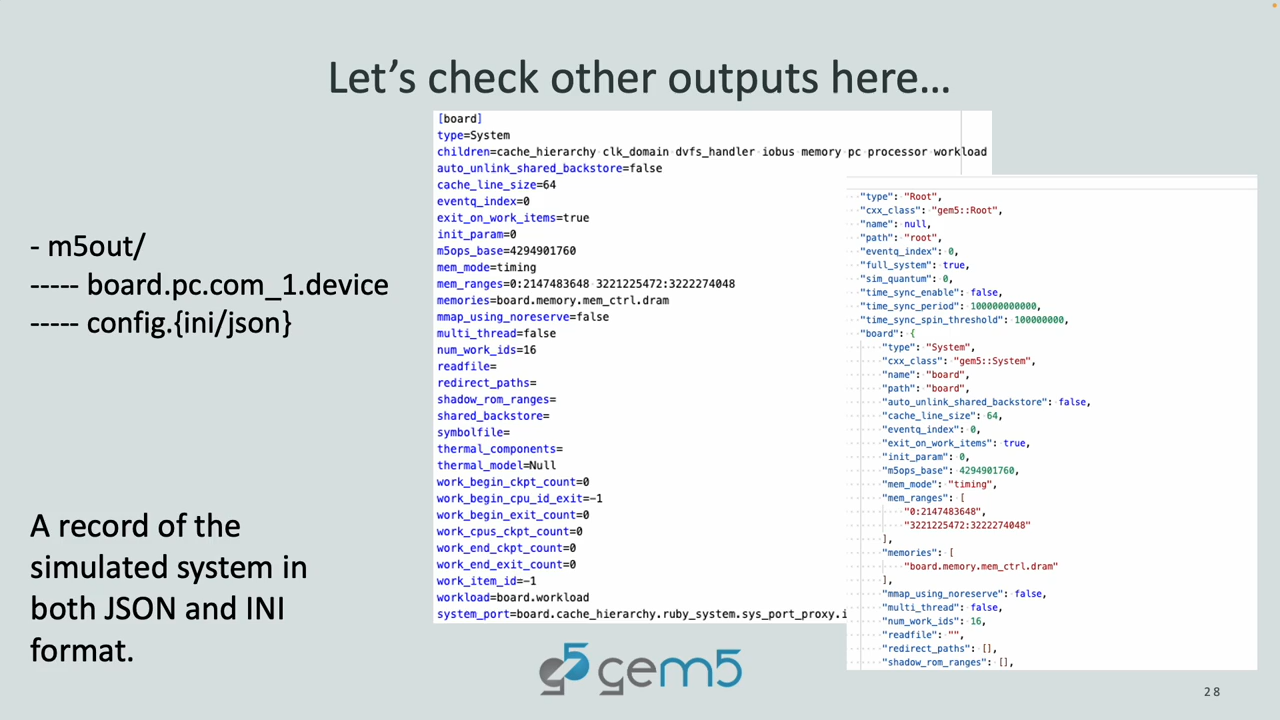 Let's check other outputs here…
- m5out/
----- board.pc.com_1.device
----- config.{ini/json}
A record of the
simulated system in
both JSON and INI
format.
[board]
type=System
children=cache_hierarchy clk_domain dvfs_handler iobus memory pc processor workload
auto_unlink_shared_backstore=false
cache_line_size=64
eventq_index=0
exit_on_work_items=true
init_param=0
m5ops_base=4294901760
mem_mode=timing
mem_ranges=0:2147483648 3221225472:3222274048
memories=board.memory.mem_ctrl.dram
mmap_using_noreserve=false
multi_thread=false
num_work_ids=16
readfile=
redirect_paths=
shadow_rom_ranges=
shared_backstore=
symbolfile=
thermal_components=
thermal_model=Null
work_begin_ckpt_count=0
work_begin_cpu_id_exit=-1
work_begin_exit_count=0
work_cpus_ckpt_count=0
work_end_ckpt_count=0
work_end_exit_count=0
work_item_id=-1
workload=board.workload
system_port=board.cache_hierarchy.ruby_system.sys_port_proxy.i
"type": "Root",
"cxx_class": "gem5::Root",
"name": null,
"path": "root",
"eventq_index": 0,
"full_system": true,
"sim_quantum": 0,
"time_sync_enable": false,
"time_sync_period": 100000000000,
"time_sync_spin_threshold": 100000000,
"board": {
"type": "System",
"cxx_class": "gem5::System",
"name": "board",
"path": "board",
"auto_unlink_shared_backstore": false,
"cache_line_size": 64,
"eventq_index": 0,
"exit_on_work_items": true,
"init_param": 0,
"m5ops_base": 4294901760,
"mem_mode": "timing",
"mem_ranges": [
"0:2147483648",
"3221225472:3222274048"
],
"memories": [
"board.memory.mem_ctrl.dram"
],
"mmap_using_noreserve": false,
"multi_thread": false,
"num_work_ids": 16,
"readfile": "",
"redirect_paths": [],
"shadow_rom_ranges": [],
g5 gem5
28